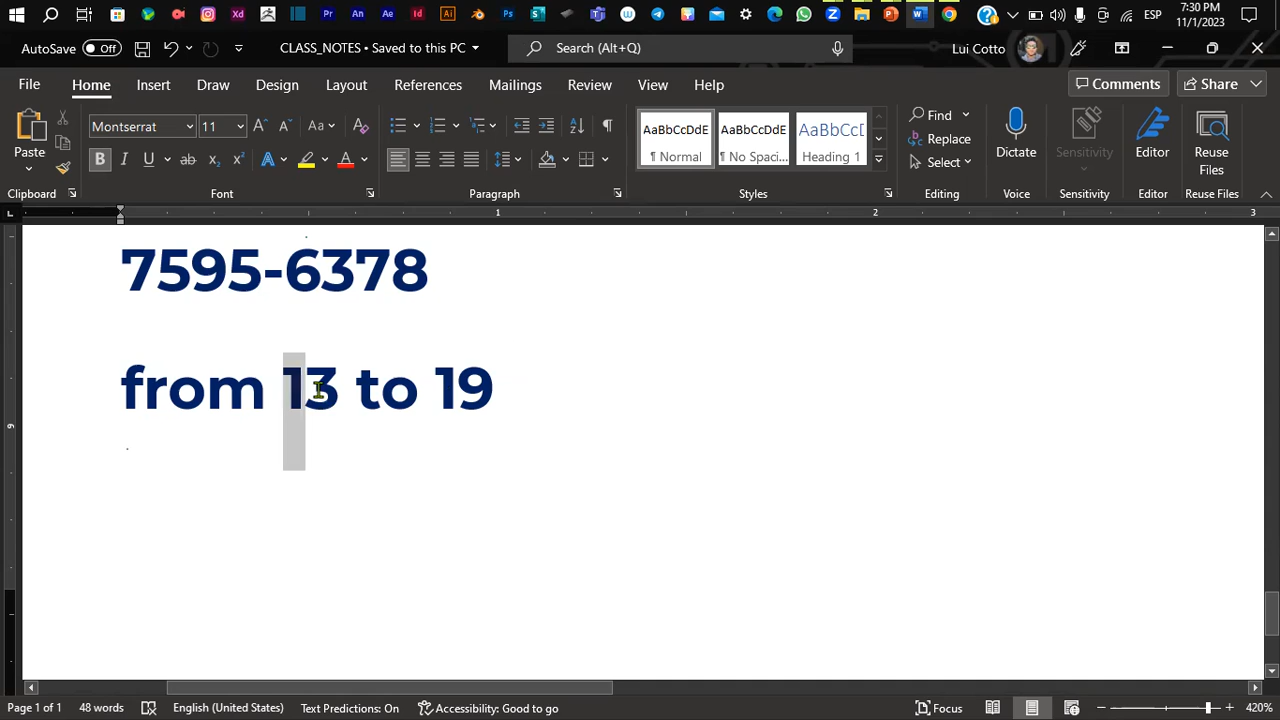 7:30 PM
ESP
11/1/2023
AutoSave Off
CLASS_NOTES • Saved to this PC
Search (Alt+Q)
Lui Cotto
File Home Insert Draw Design Layout References Mailings Review View Help
Comments
Share
Paste
Montserrat
11
Find
Replace
Select
AaBbCcDdE
¶ Normal
AaBbCcDdE
¶ No Spaci...
AaBbCcD
Heading 1
Dictate
Sensitivity
Editor
Reuse
Files
Clipboard
Font
Paragraph
Styles
Editing
Voice
Sensitivity
Editor
Reuse Files
1 2 3
7595-6378
from 13 to 19
Page 1 of 1
48 words
English (United States)
Text Predictions: On
Accessibility: Good to go
Focus
420%